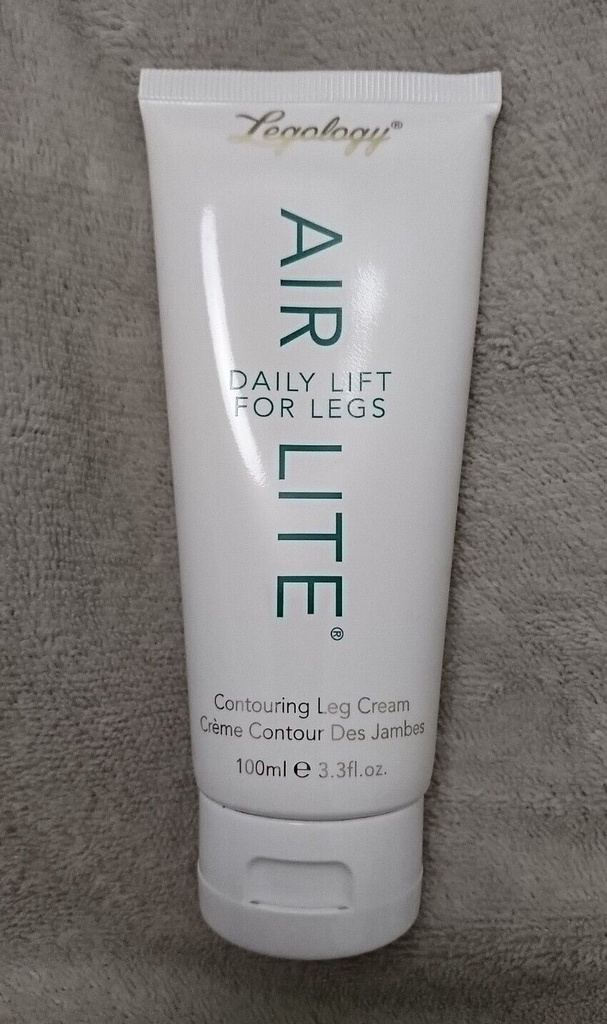 Legology®
AIR LITE®
DAILY LIFT
FOR LEGS
Contouring Leg Cream
Crème Contour Des Jambes
100ml e 3.3fl.oz.